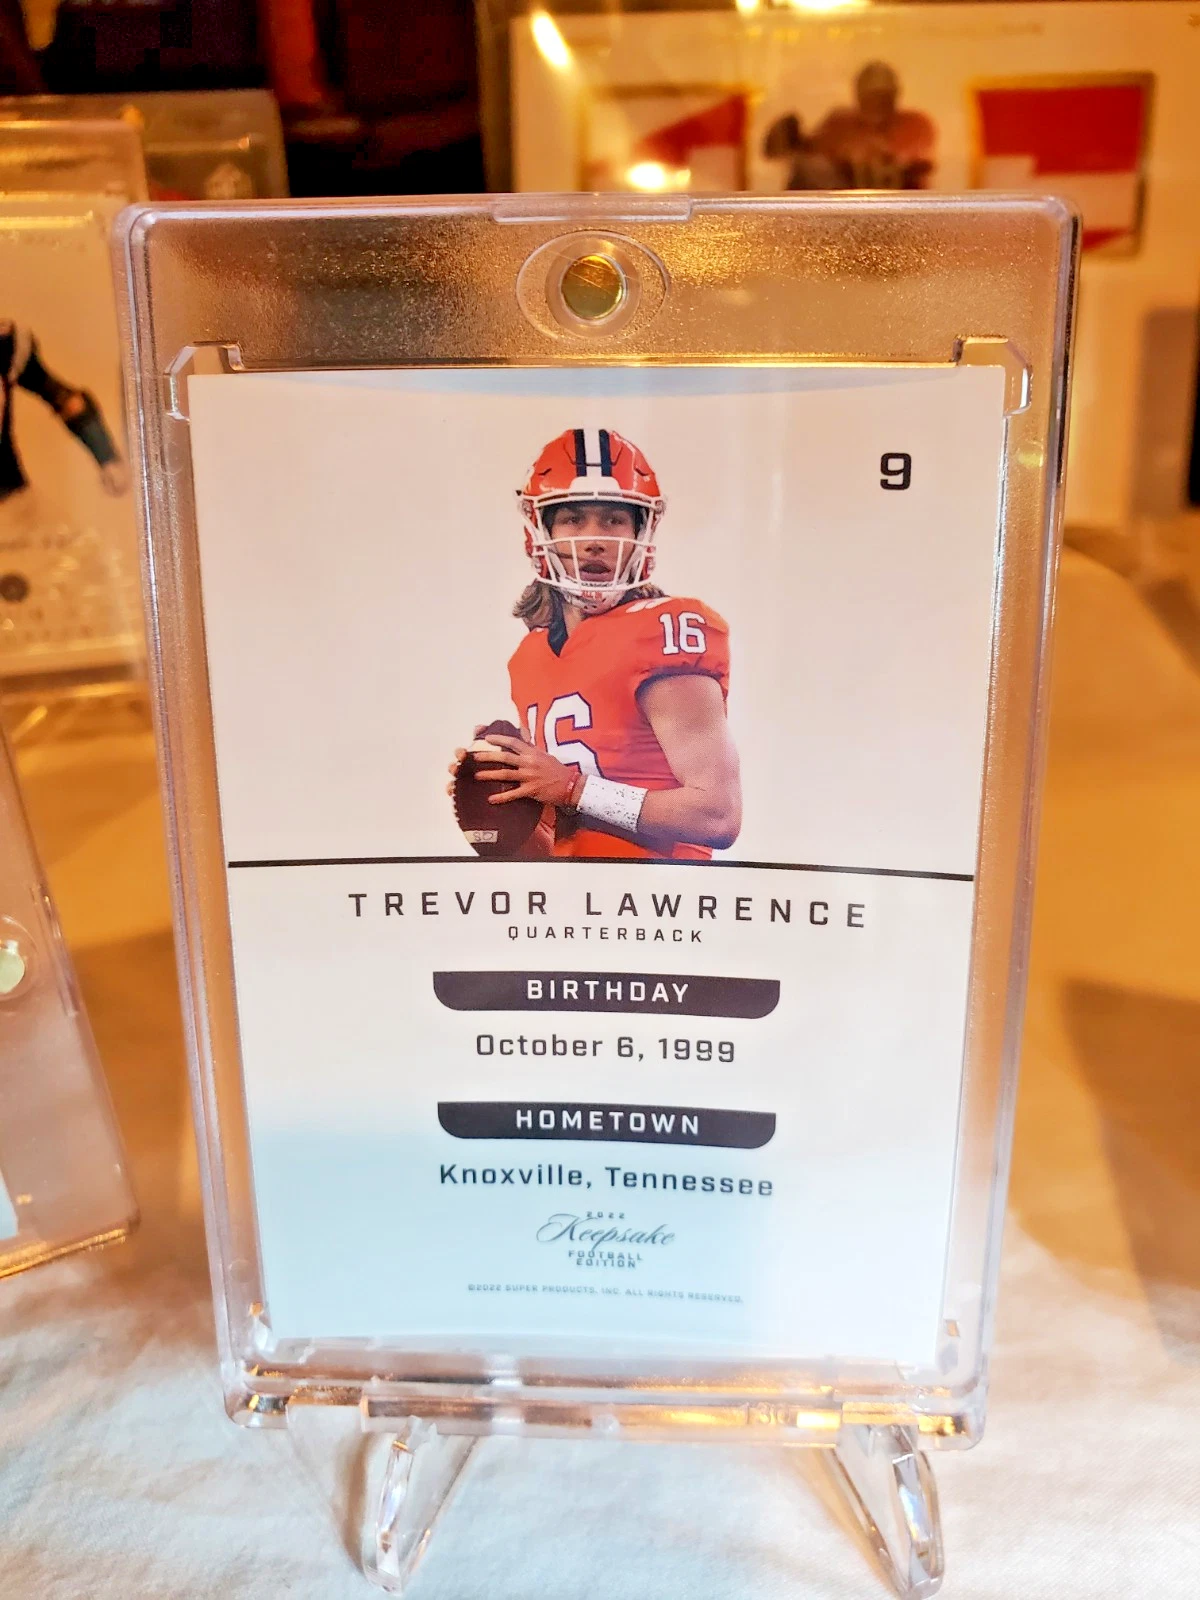 9
16
16
TREVOR LAWRENCE
QUARTERBACK
BIRTHDAY
October 6, 1999
HOMETOWN
Knoxville, Tennessee
2022
Keepsake
FOOTBALL
EDITION
©2022 SUPER PRODUCTS, INC. ALL RIGHTS RESERVED.